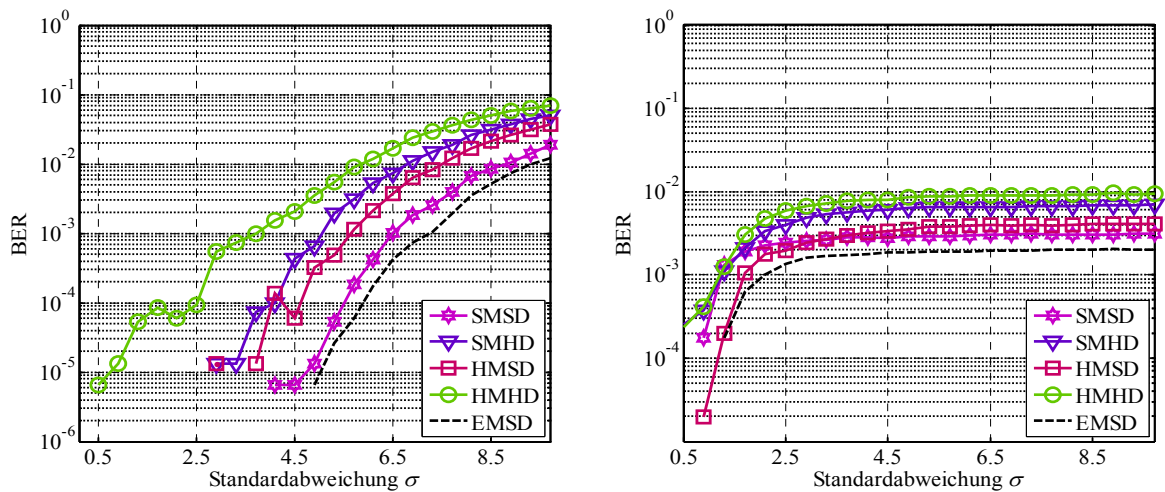 10^0
10^-1
10^-2
10^-3
10^-4
10^-5
10^-6
BER
0.5 2.5 4.5 6.5 8.5
Standardabweichung σ
SMSD
SMHD
HMSD
HMHD
EMSD
10^0
10^-1
10^-2
10^-3
10^-4
BER
0.5 2.5 4.5 6.5 8.5
Standardabweichung σ
SMSD
SMHD
HMSD
HMHD
EMSD